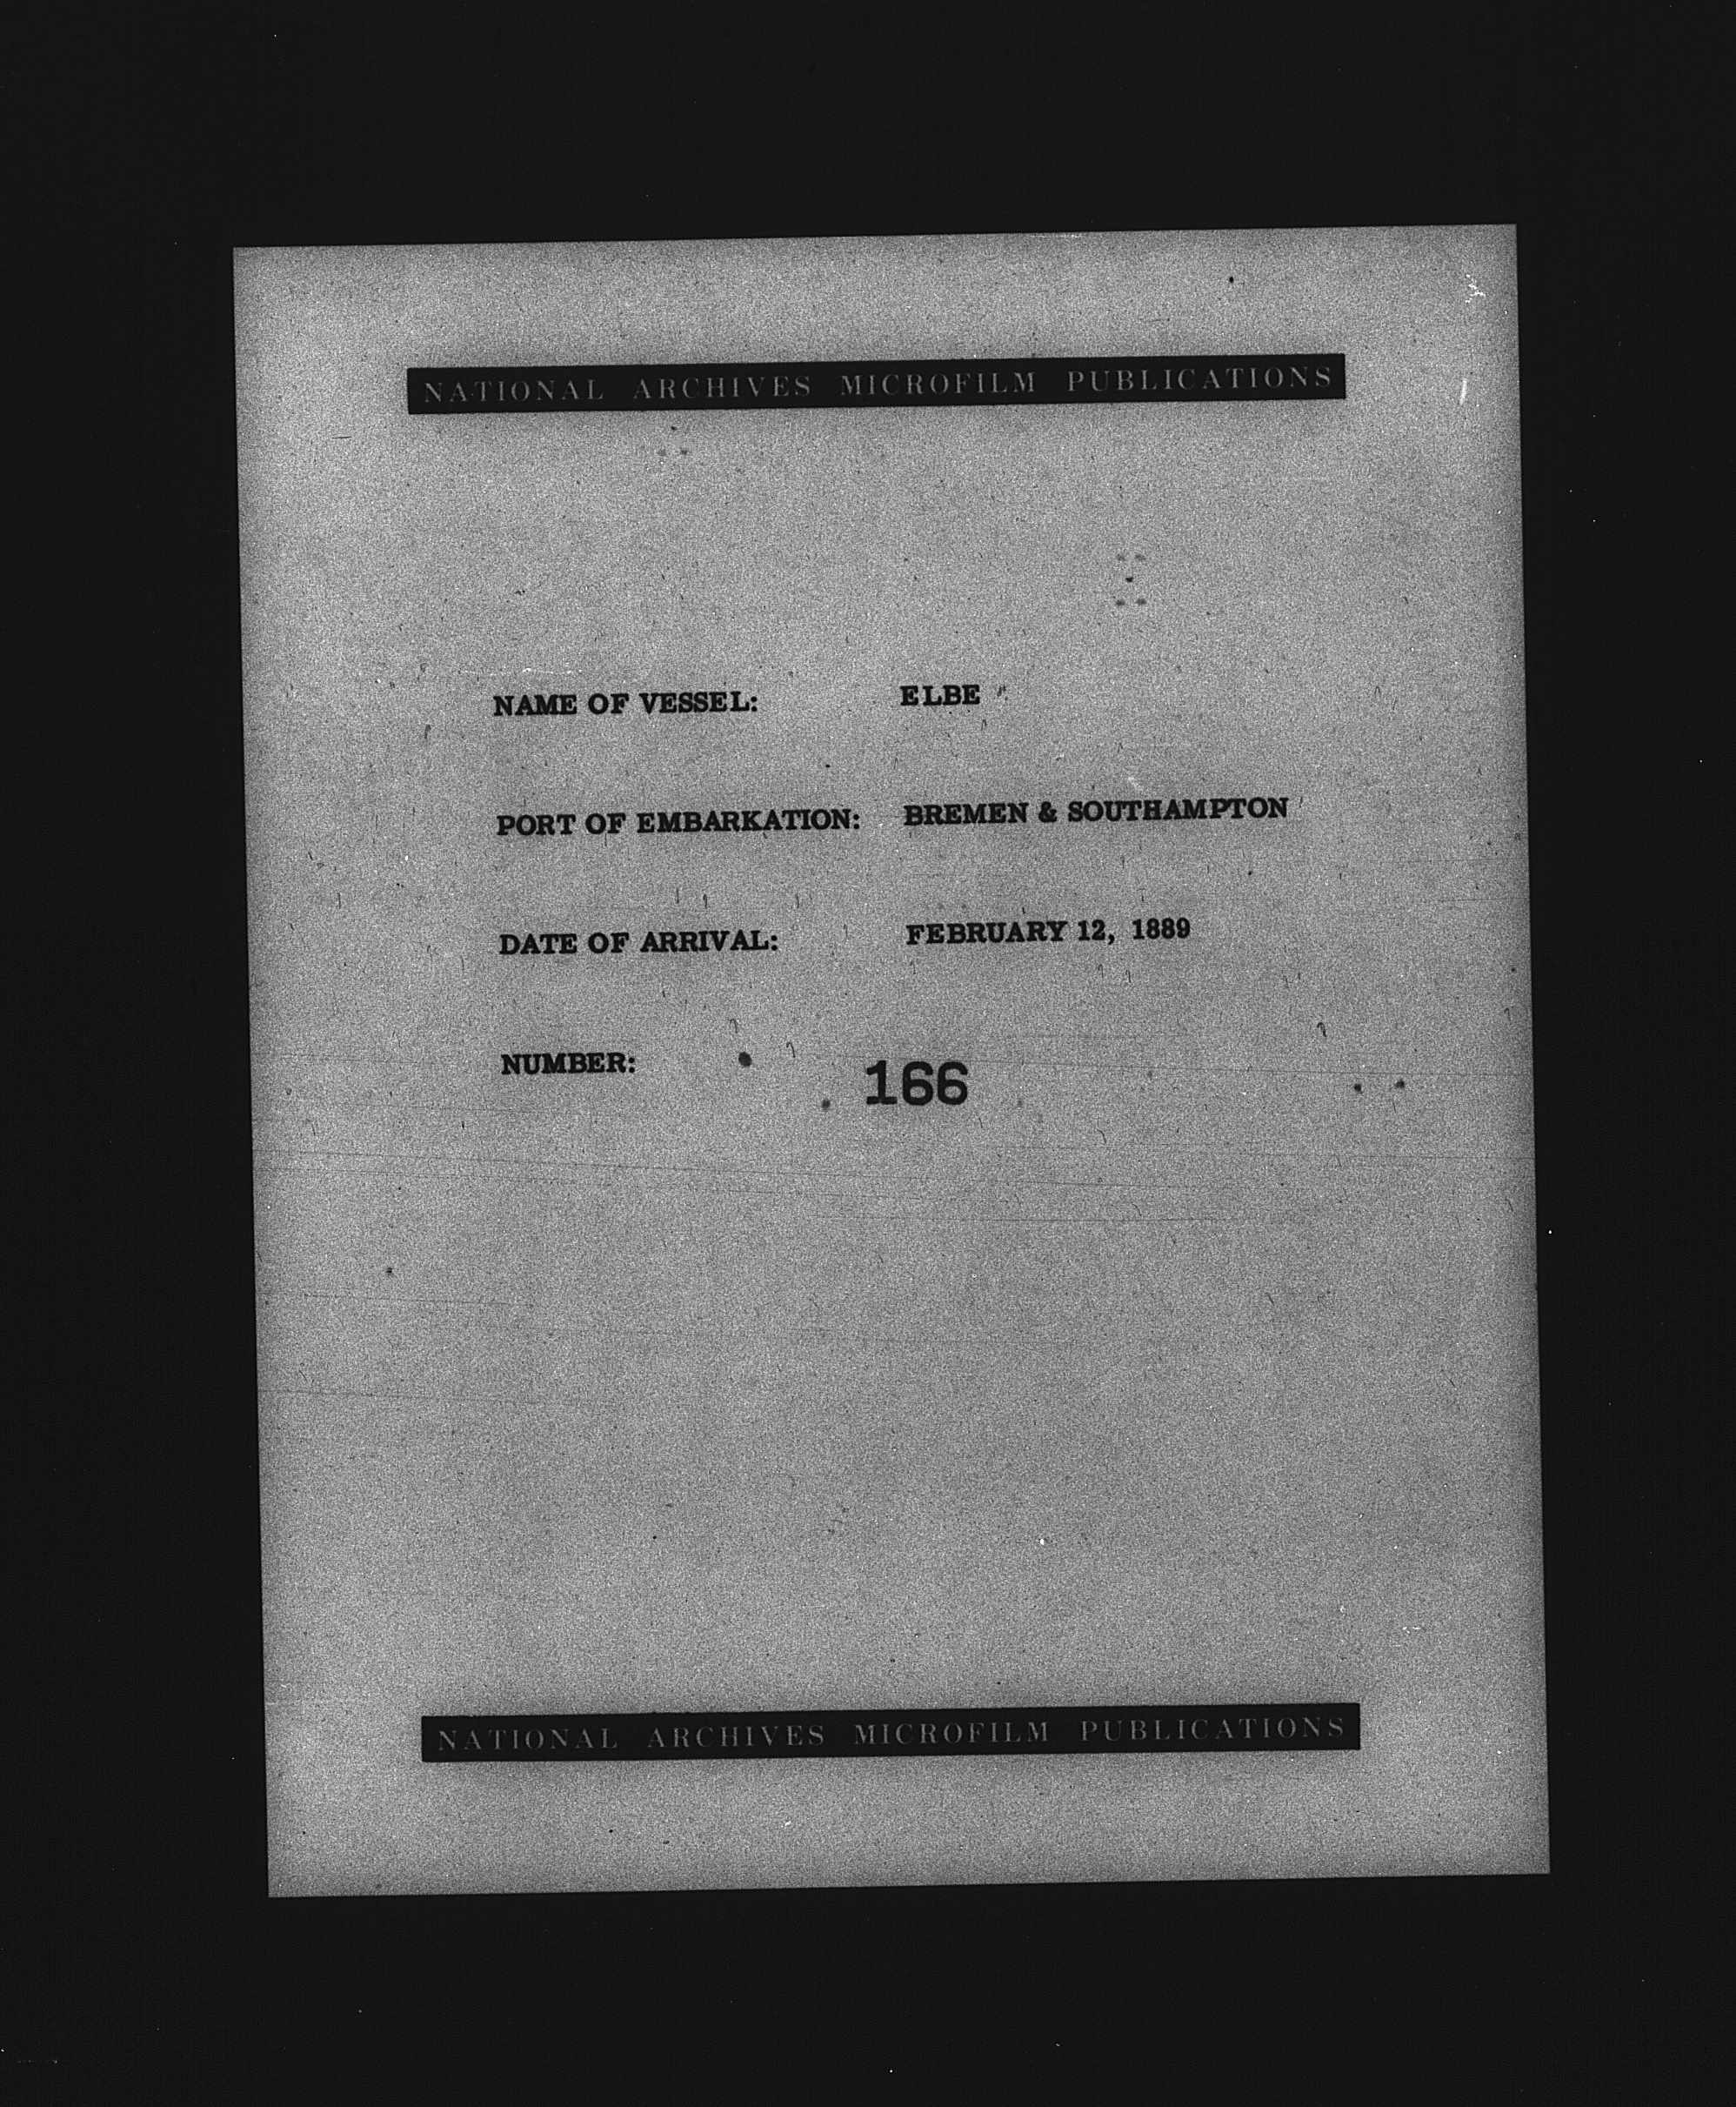 NATIONAL ARCHIVES MICROFILM PUBLICATIONS
NAME OF VESSEL: ELBE
PORT OF EMBARKATION: BREMEN & SOUTHAMPTON
DATE OF ARRIVAL: FEBRUARY 12, 1889
NUMBER: 166
NATIONAL ARCHIVES MICROFILM PUBLICATIONS